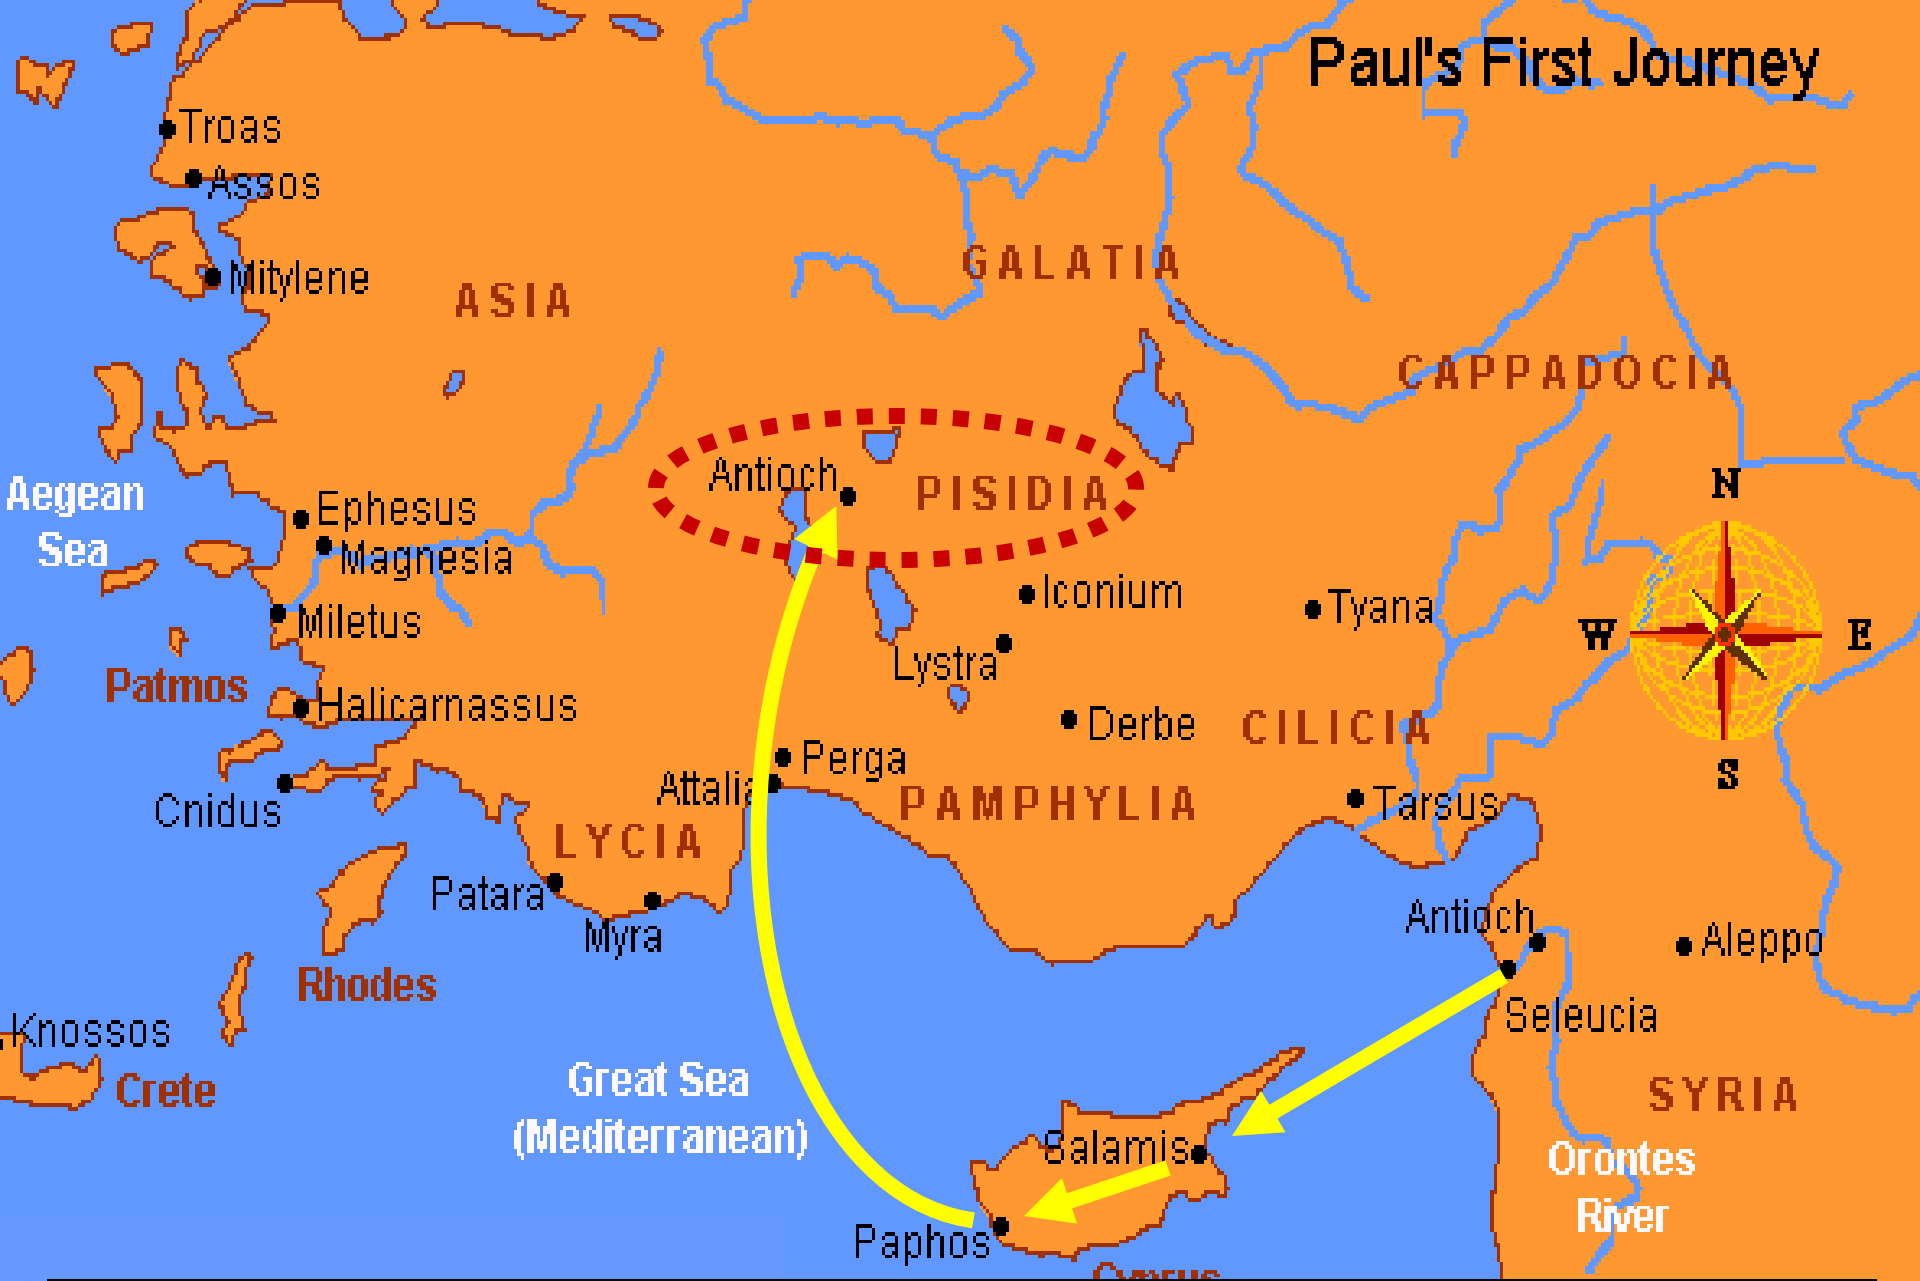 Paul's First Journey
Troas
Assos
Mitylene
ASIA
GALATIA
CAPPADOCIA
Antioch
PISIDIA
Aegean
Sea
Ephesus
Magnesia
Miletus
Patmos
Halicarnassus
Cnidus
Iconium
Lystra
Derbe
Tyana
N
W
E
S
CILICIA
Perga
Attalia
PAMPHYLIA
Tarsus
LYCIA
Patara
Myra
Rhodes
Antioch
Aleppo
Seleucia
Knossos
Crete
Great Sea
(Mediterranean)
SYRIA
Orontes
River
Salamis
Paphos
Cyprus